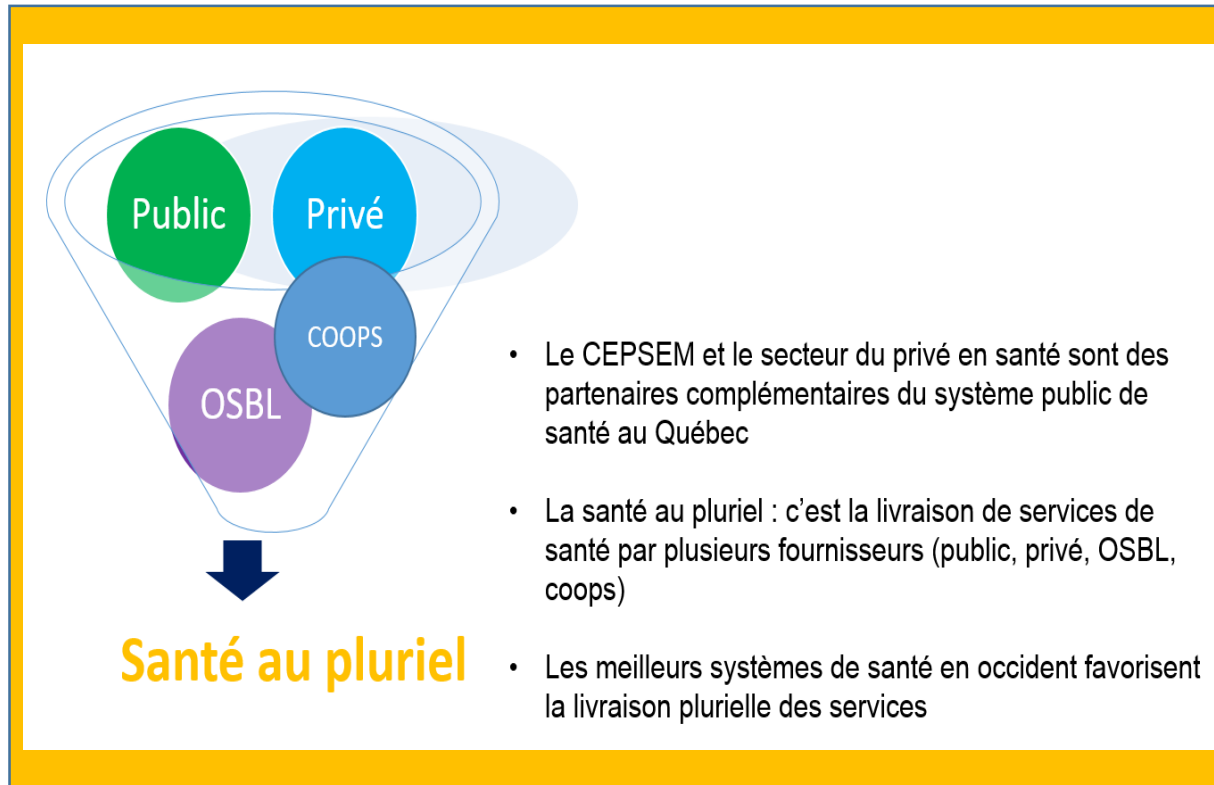 Public
Privé
COOPS
OSBL
Santé au pluriel
• Le CEPSEM et le secteur du privé en santé sont des
partenaires complémentaires du système public de
santé au Québec
• La santé au pluriel : c’est la livraison de services de
santé par plusieurs fournisseurs (public, privé, OSBL,
coops)
• Les meilleurs systèmes de santé en occident favorisent
la livraison plurielle des services